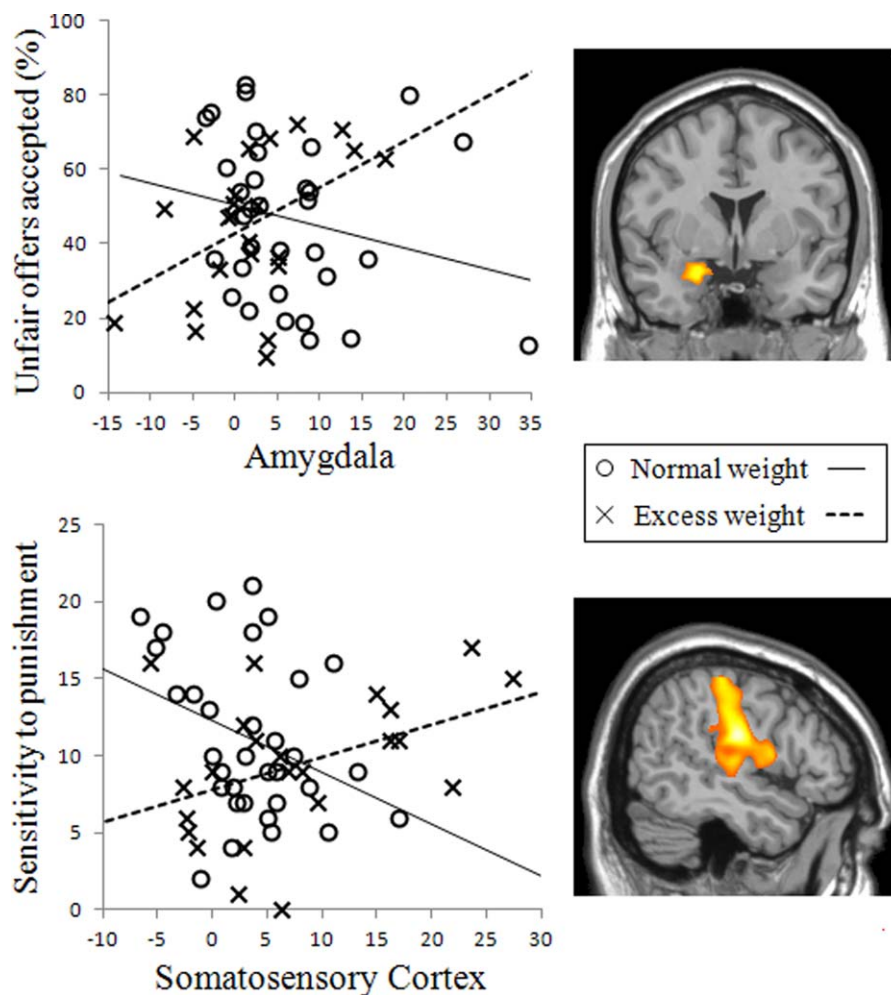 100
80
60
40
20
0
Unfair offers accepted (%)
-15 -10 -5 0 5 10 15 20 25 30 35
Amygdala
Normal weight
Excess weight
25
20
15
10
5
0
Sensitivity to punishment
-10 -5 0 5 10 15 20 25 30
Somatosensory Cortex